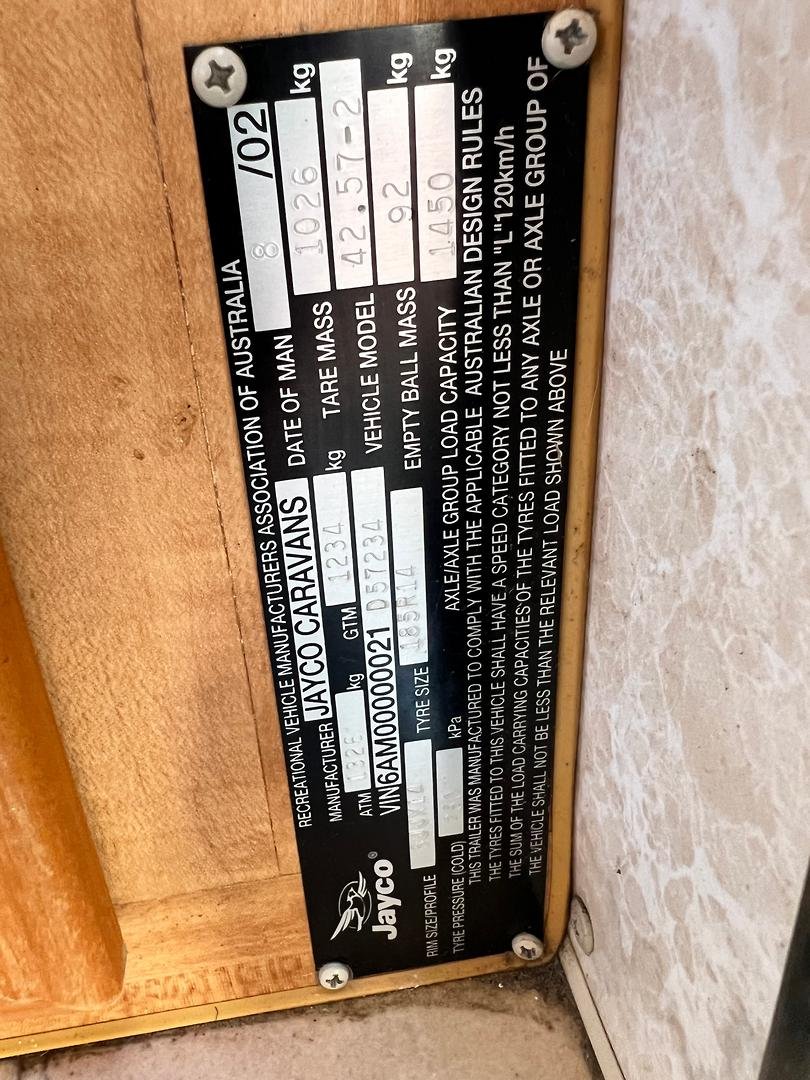 RECREATIONAL VEHICLE MANUFACTURERS ASSOCIATION OF AUSTRALIA
MANUFACTURER JAYCO CARAVANS DATE OF MAN 8 /02
ATM kg GTM 1234 kg TARE MASS 1026 kg
VIN6AM00000021 D57234 VEHICLE MODEL 42.57-2
Jayco®
TYRE SIZE 185R14 EMPTY BALL MASS 92 kg
RIM SIZE/PROFILE
TYRE PRESSURE (COLD) kPa AXLE/AXLE GROUP LOAD CAPACITY 1450 kg
THIS TRAILER WAS MANUFACTURED TO COMPLY WITH THE APPLICABLE AUSTRALIAN DESIGN RULES
THE TYRES FITTED TO THIS VEHICLE SHALL HAVE A SPEED CATEGORY NOT LESS THAN "L"120km/h
THE SUM OF THE LOAD CARRYING CAPACITIES OF THE TYRES FITTED TO ANY AXLE OR AXLE GROUP OF
THE VEHICLE SHALL NOT BE LESS THAN THE RELEVANT LOAD SHOWN ABOVE